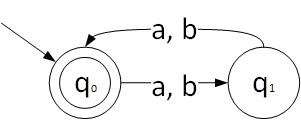 a, b
q₀
a, b
q₁